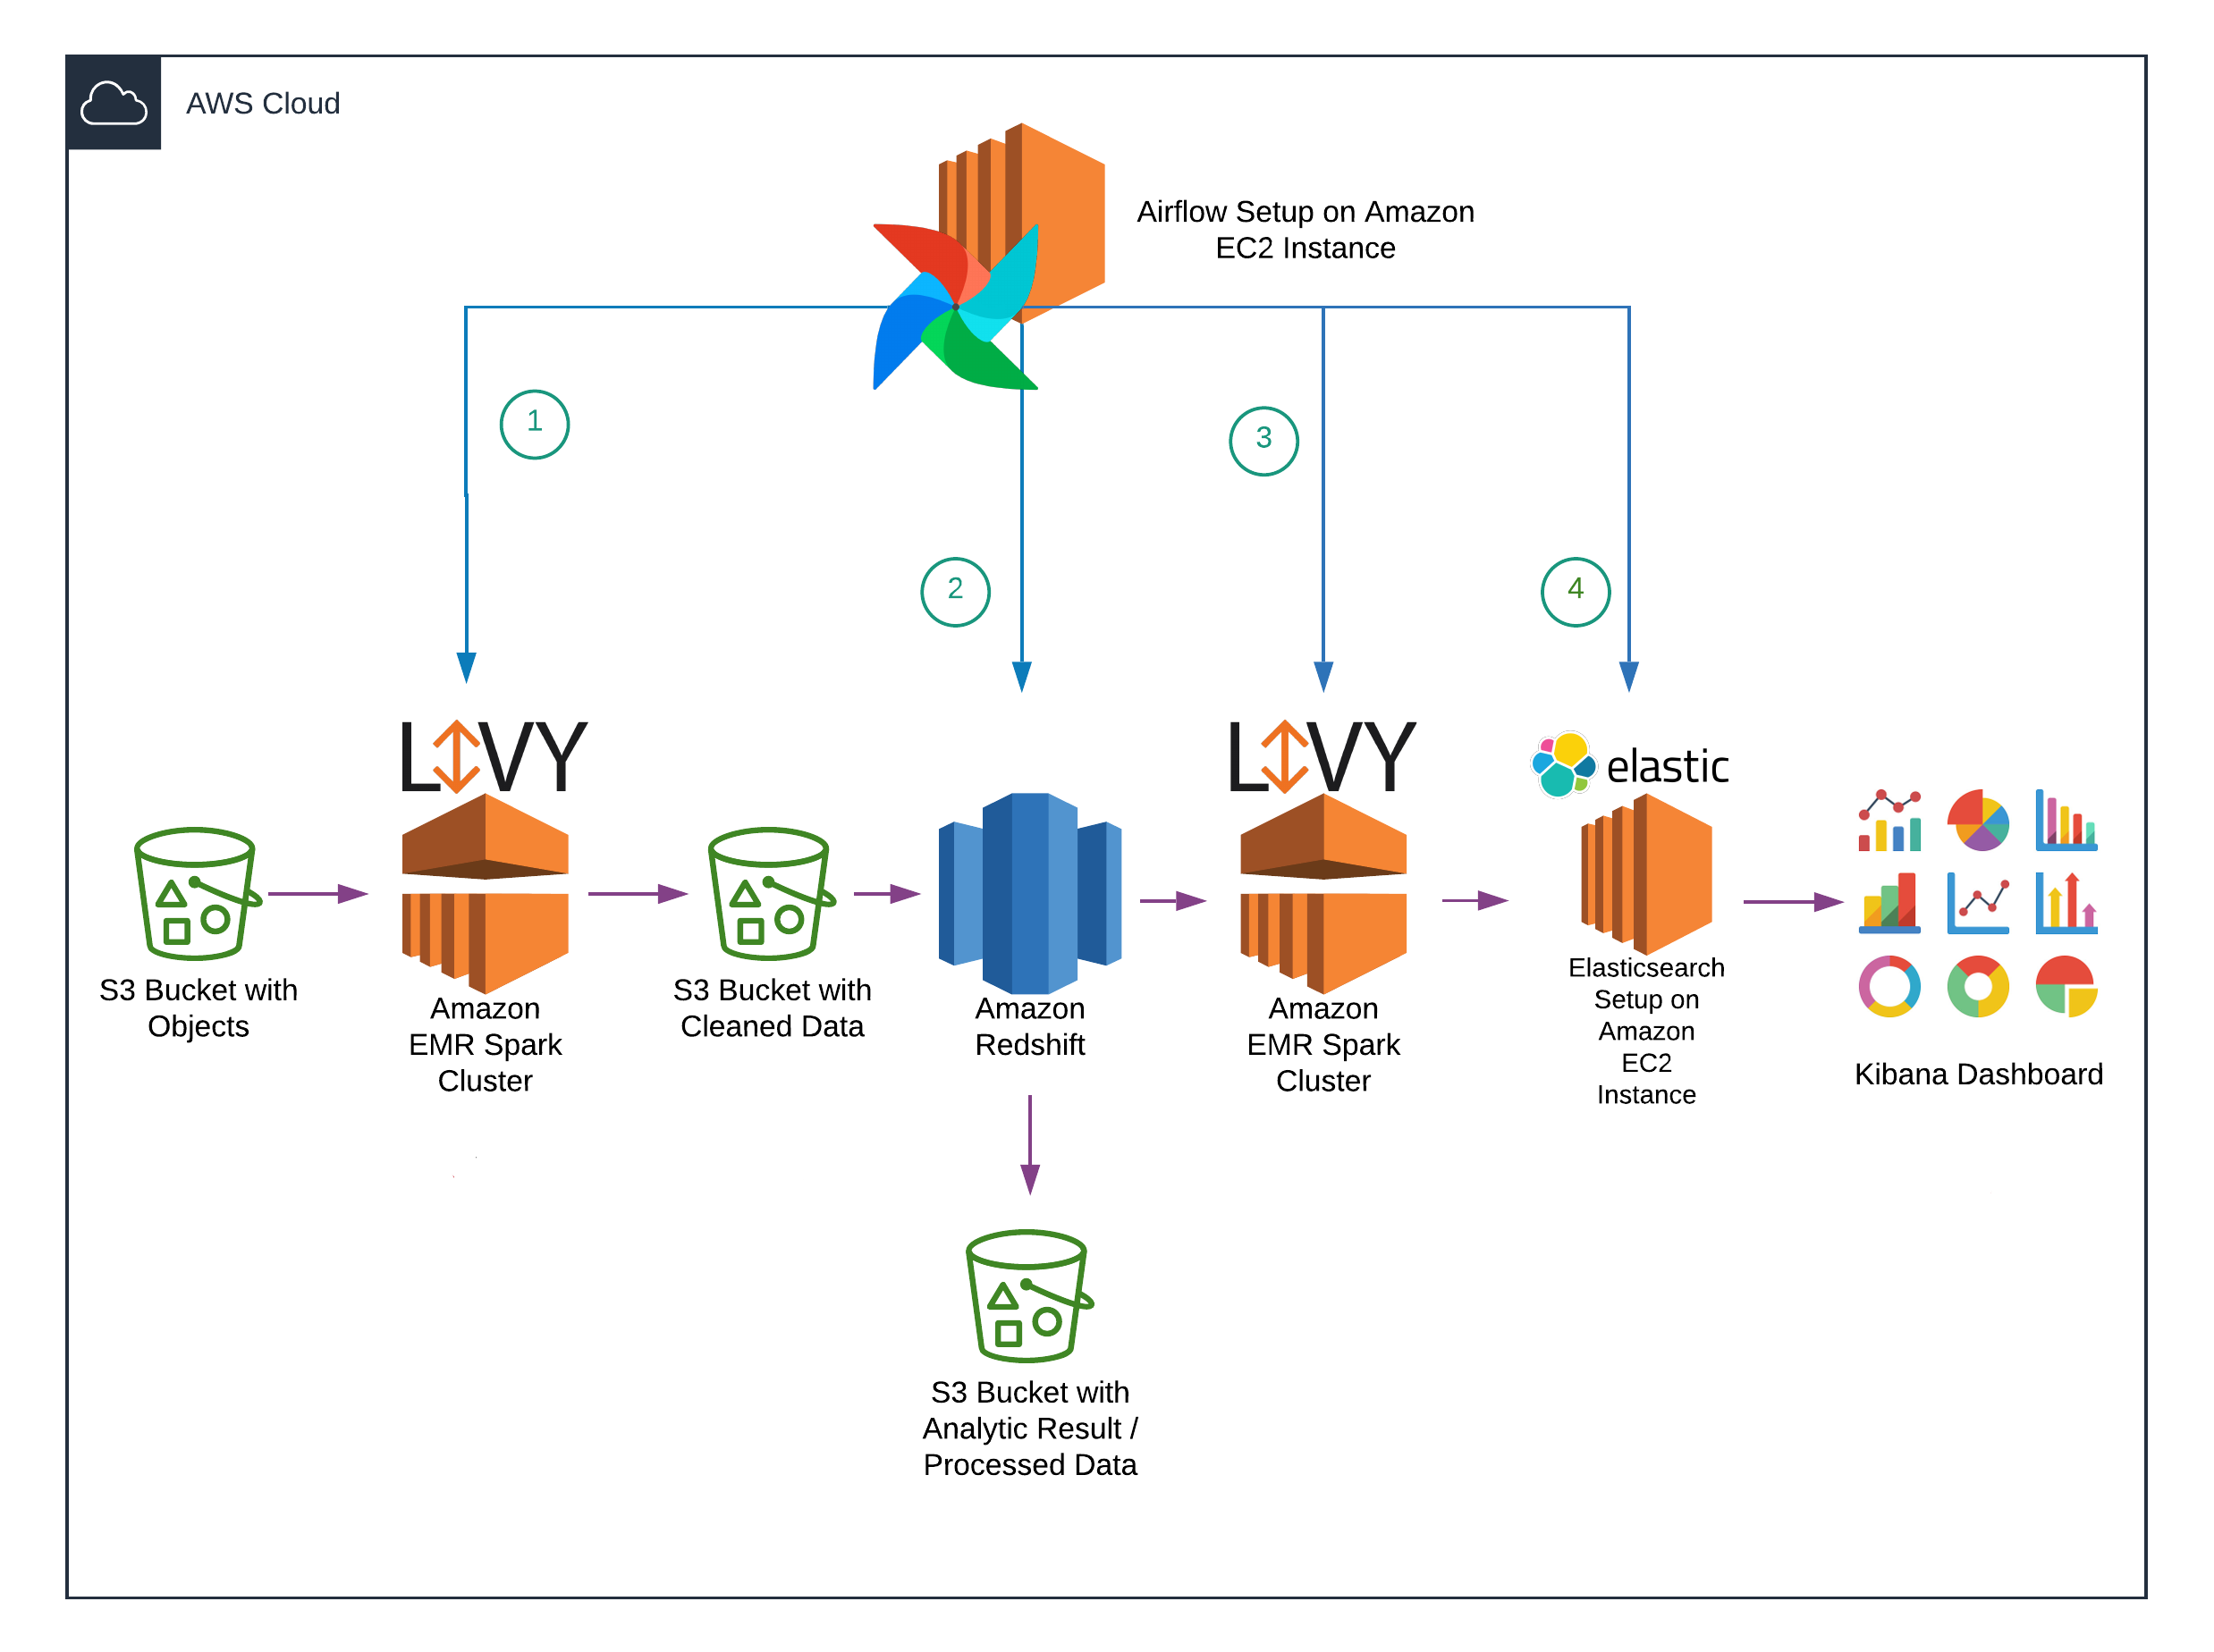 AWS Cloud
Airflow Setup on Amazon
EC2 Instance
1
3
2
4
LIVY
LIVY
elastic
S3 Bucket with
Objects
Amazon
EMR Spark
Cluster
S3 Bucket with
Cleaned Data
Amazon
Redshift
Amazon
EMR Spark
Cluster
Elasticsearch
Setup on
Amazon
EC2
Instance
Kibana Dashboard
S3 Bucket with
Analytic Result /
Processed Data